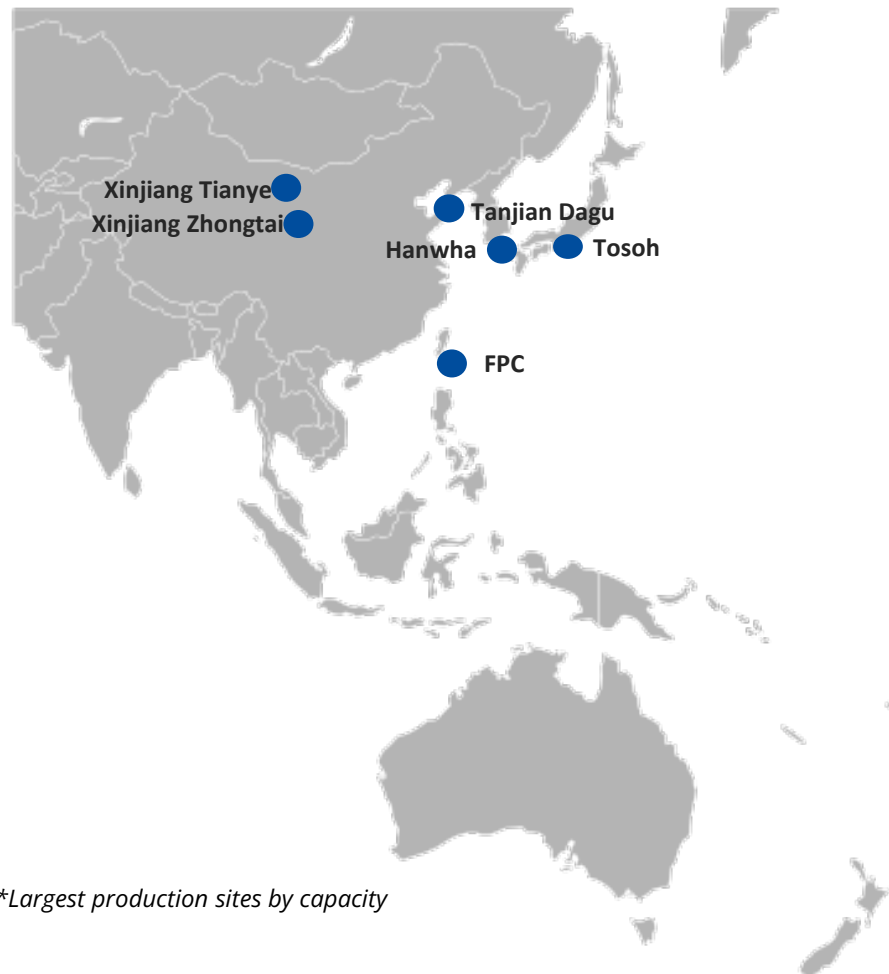 Xinjiang Tianye
Xinjiang Zhongtai
Tanjian Dagu
Hanwha
Tosoh
FPC
*Largest production sites by capacity